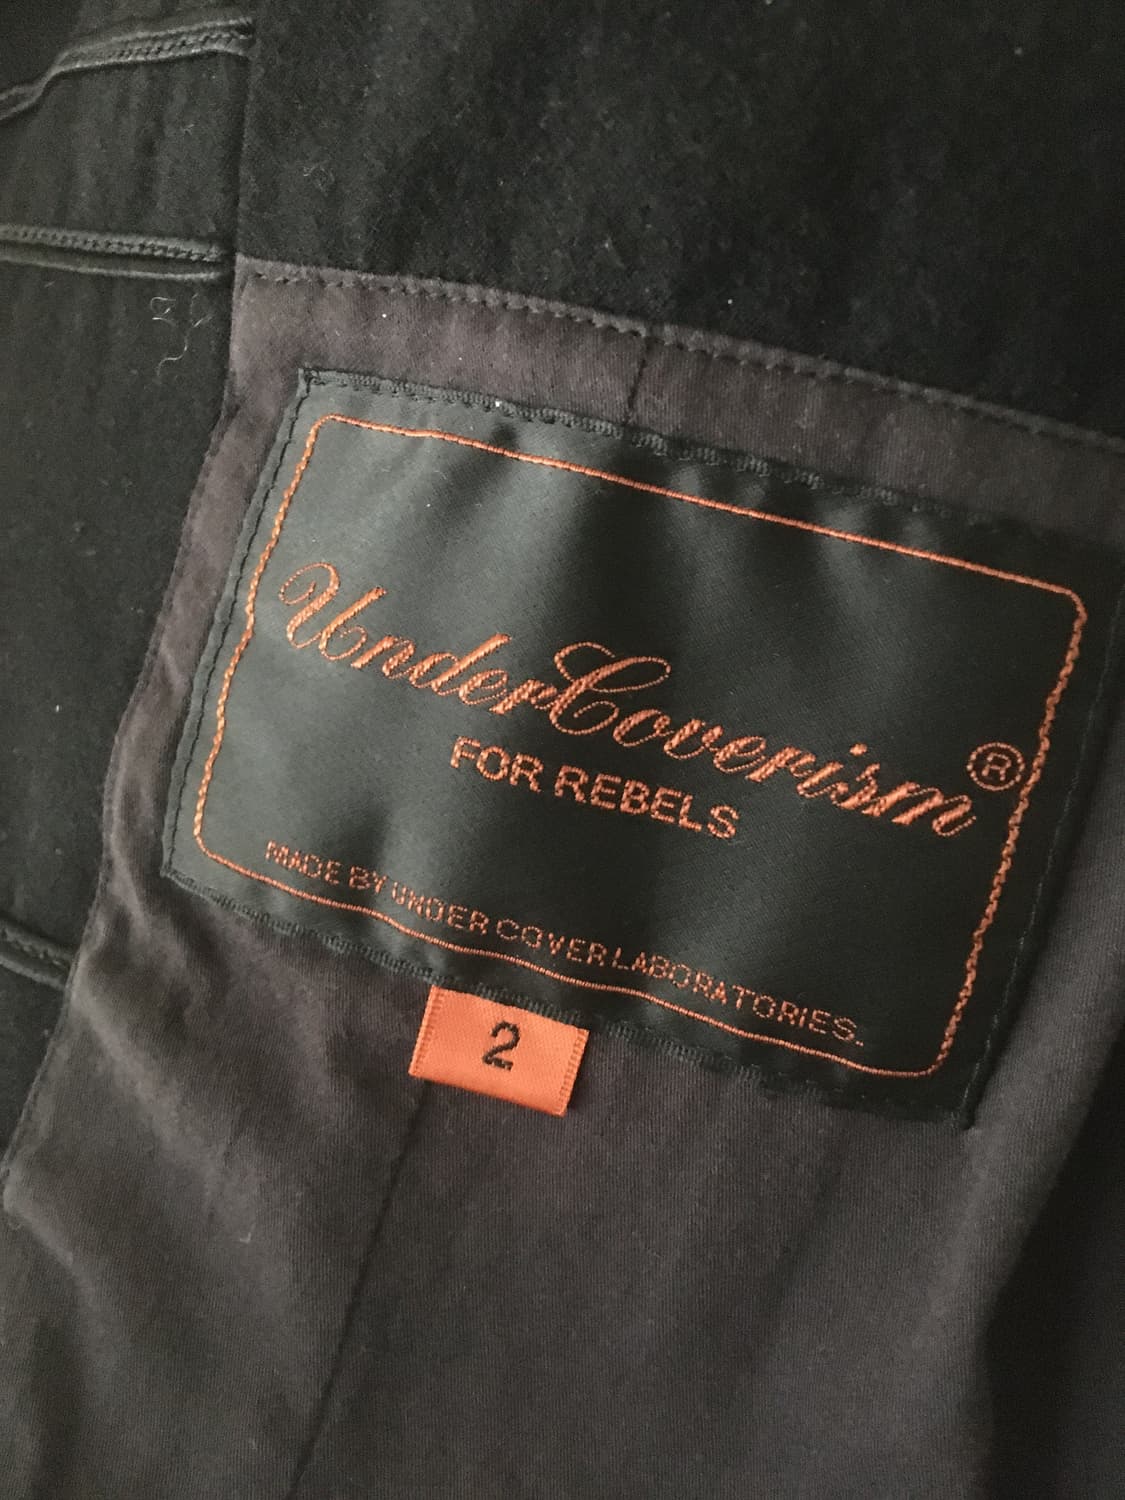 UnderCoverism ®
FOR REBELS
MADE BY UNDER COVER LABORATORIES.
2